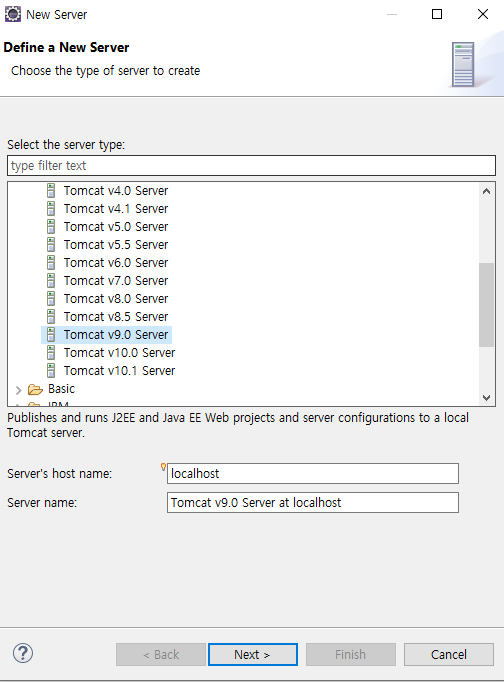 New Server
Define a New Server
Choose the type of server to create
Select the server type:
type filter text
Tomcat v4.0 Server
Tomcat v4.1 Server
Tomcat v5.0 Server
Tomcat v5.5 Server
Tomcat v6.0 Server
Tomcat v7.0 Server
Tomcat v8.0 Server
Tomcat v8.5 Server
Tomcat v9.0 Server
Tomcat v10.0 Server
Tomcat v10.1 Server
Basic
IBM
Publishes and runs J2EE and Java EE Web projects and server configurations to a local
Tomcat server.
Server's host name: localhost
Server name: Tomcat v9.0 Server at localhost
? < Back Next > Finish Cancel